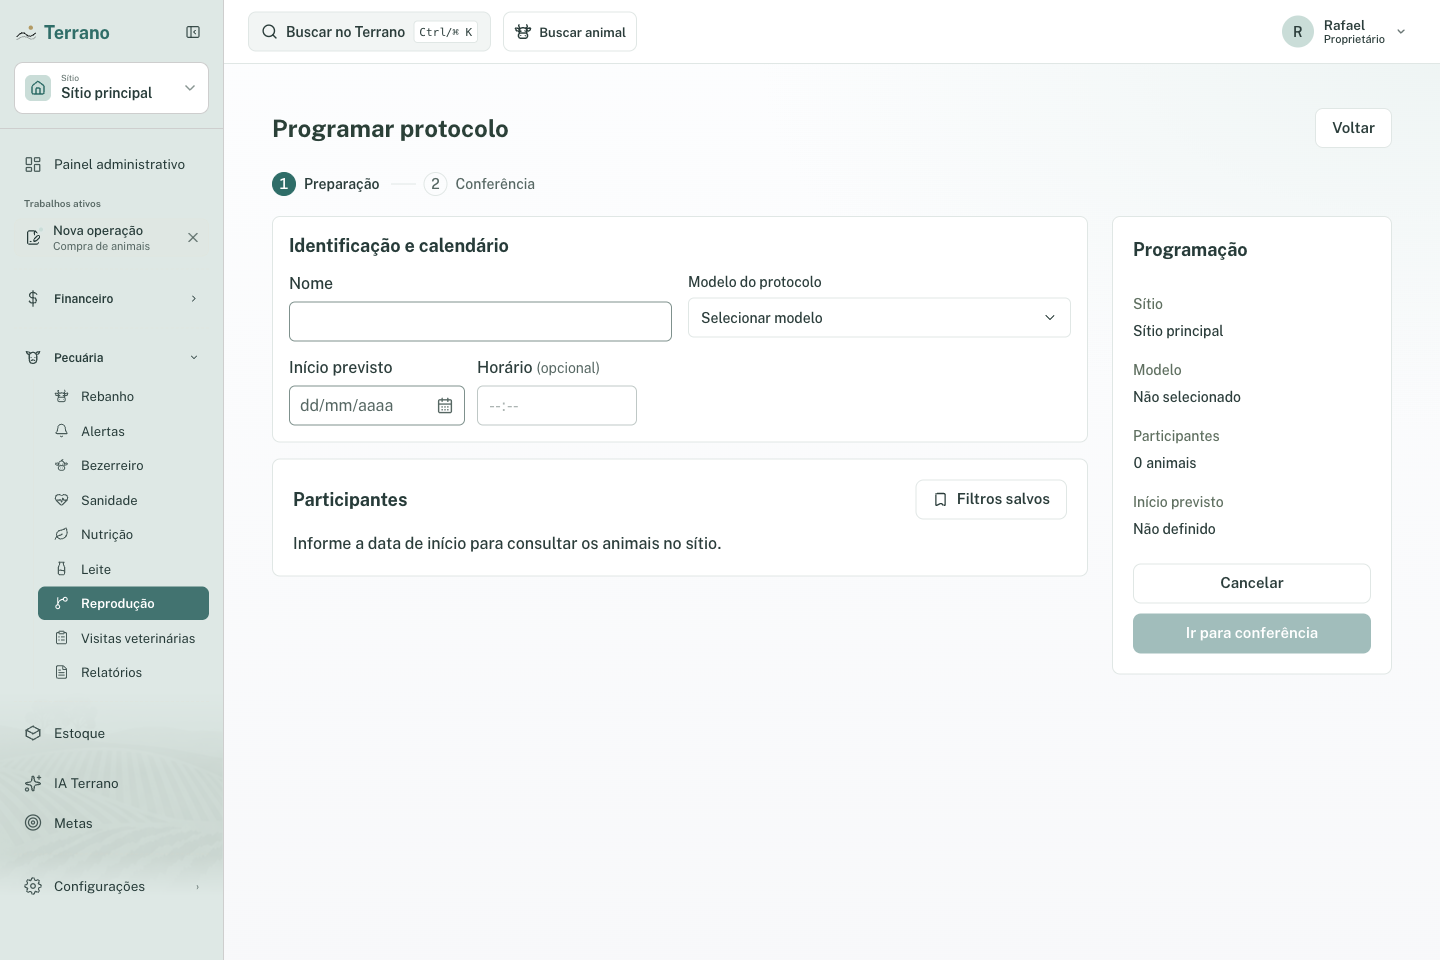 Terrano
Sítio
Sítio principal
Painel administrativo
Trabalhos ativos
Nova operação
Compra de animais
Financeiro
Pecuária
Rebanho
Alertas
Bezerreiro
Sanidade
Nutrição
Leite
Reprodução
Visitas veterinárias
Relatórios
Estoque
IA Terrano
Metas
Configurações
Buscar no Terrano Ctrl/⌘ K
Buscar animal
R
Rafael
Proprietário
Programar protocolo
Voltar
1 Preparação 2 Conferência
Identificação e calendário
Nome
Modelo do protocolo
Selecionar modelo
Início previsto
Horário (opcional)
dd/mm/aaaa
--:--
Participantes
Filtros salvos
Informe a data de início para consultar os animais no sítio.
Programação
Sítio
Sítio principal
Modelo
Não selecionado
Participantes
0 animais
Início previsto
Não definido
Cancelar
Ir para conferência